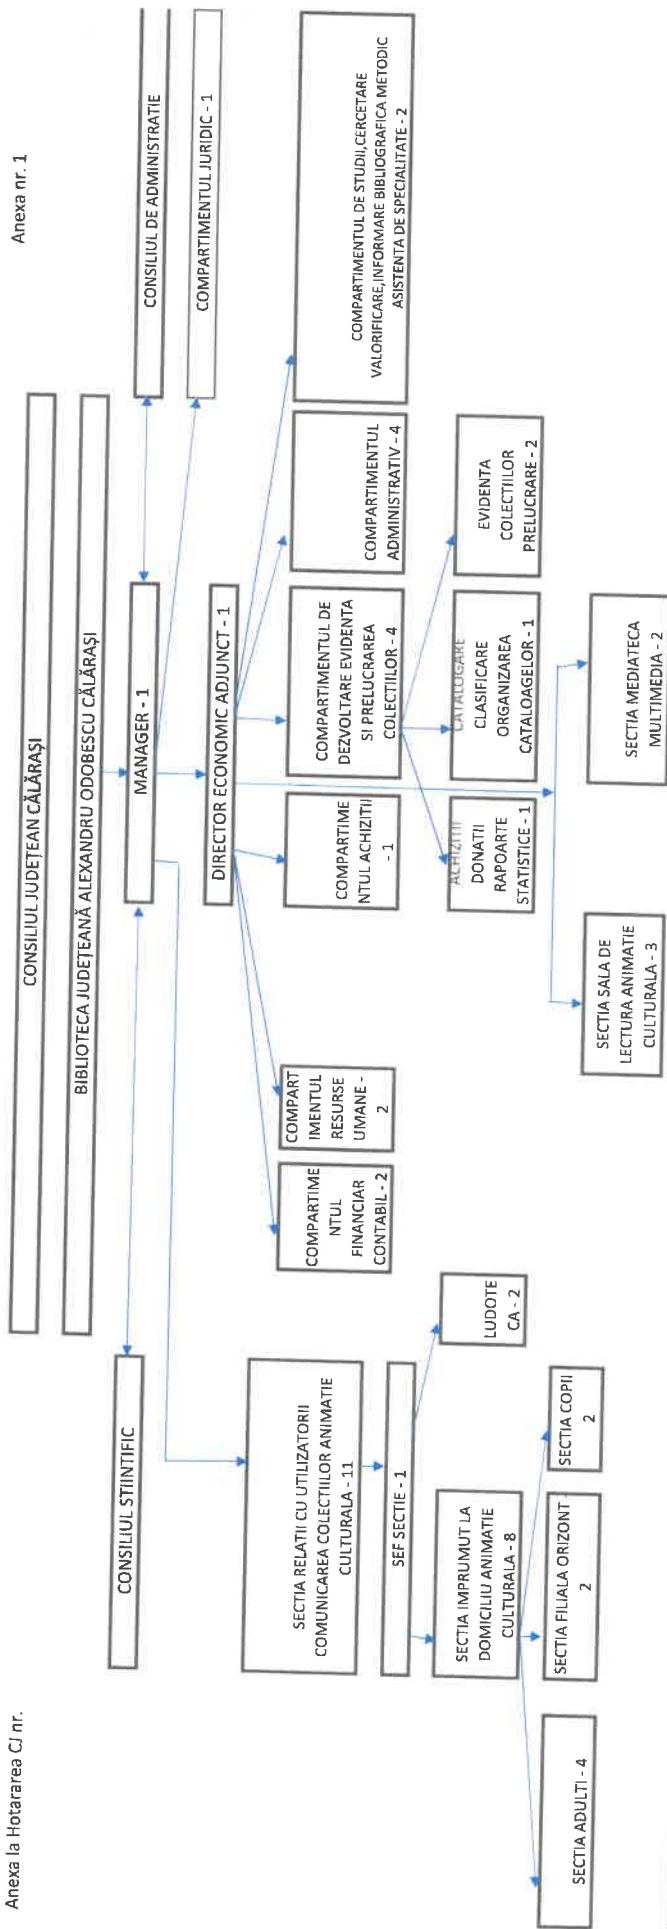 Anexa la Hotararea CJ nr.
Anexa nr. 1
CONSILIUL JUDEȚEAN CĂLĂRAȘI
BIBLIOTECA JUDEȚEANĂ ALEXANDRU ODOBESCU CĂLĂRAȘI
CONSILIUL STIINTIFIC
MANAGER - 1
CONSILIUL DE ADMINISTRATIE
COMPARTIMENTUL JURIDIC - 1
DIRECTOR ECONOMIC ADJUNCT - 1
SECTIA RELATII CU UTILIZATORII
COMUNICAREA COLECTIILOR ANIMATIE
CULTURALA - 11
COMPARTIME
NTUL
FINANCIAR
CONTABIL - 2
COMPART
IMENTUL
RESURSE
UMANE -
2
COMPARTIME
NTUL ACHIZITII
- 1
COMPARTIMENTUL DE
DEZVOLTARE EVIDENTA
SI PRELUCRAREA
COLECTIILOR - 4
COMPARTIMENTUL
ADMINISTRATIV - 4
COMPARTIMENTUL DE STUDII,CERCETARE
VALORIFICARE,INFORMARE BIBLIOGRAFICA METODIC
ASISTENTA DE SPECIALITATE - 2
SEF SECTIE - 1
SECTIA IMPRUMUT LA
DOMICILIU ANIMATIE
CULTURALA - 8
LUDOTE
CA - 2
ACHIZITII
DONATII
RAPOARTE
STATISTICE - 1
CATALOGARE
CLASIFICARE
ORGANIZAREA
CATALOAGELOR - 1
EVIDENTA
COLECTIILOR
PRELUCRARE - 2
SECTIA ADULTI - 4
SECTIA FILIALA ORIZONT -
2
SECTIA COPII
2
SECTIA SALA DE
LECTURA ANIMATIE
CULTURALA - 3
SECTIA MEDIATECA
MULTIMEDIA - 2